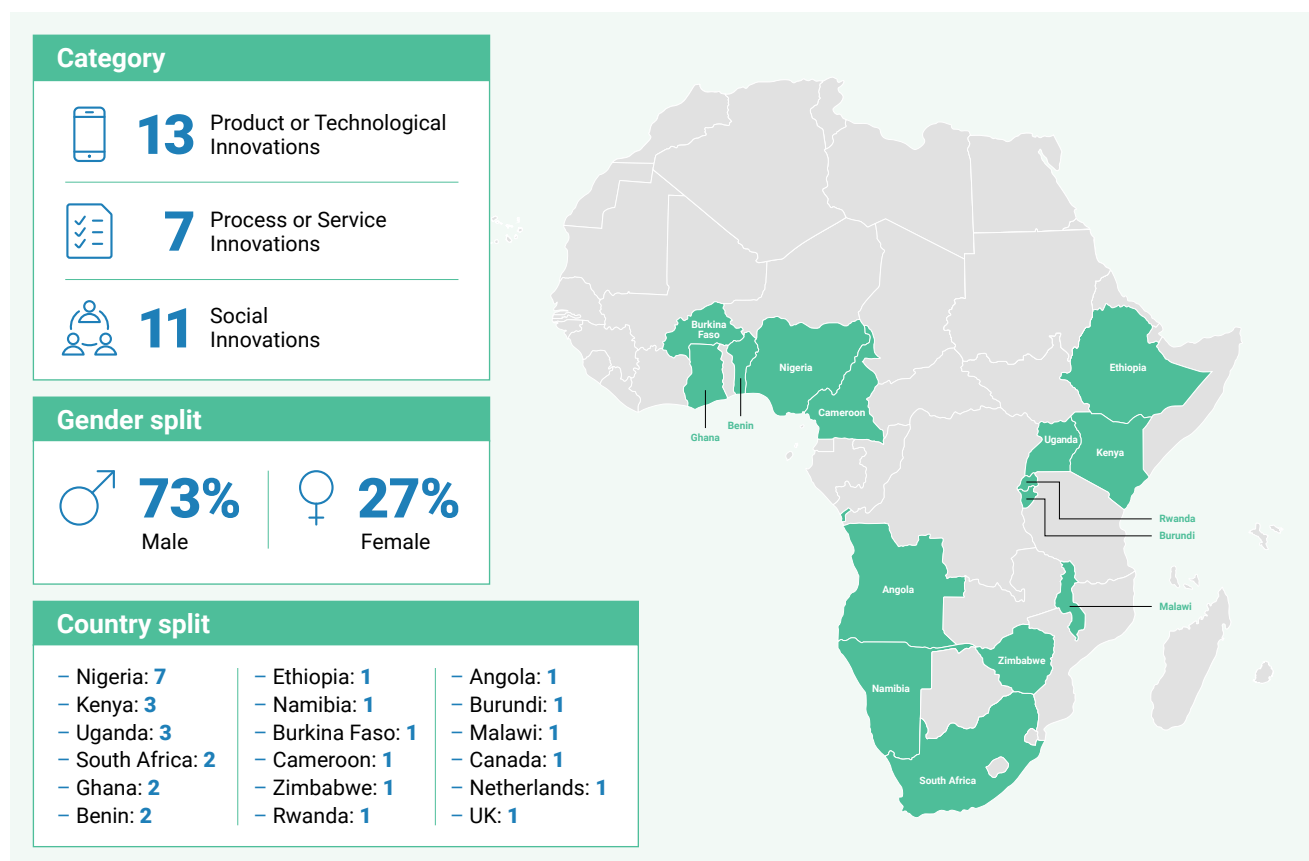 Category
13
Product or Technological
Innovations
7
Process or Service
Innovations
11
Social
Innovations
Gender split
73%
Male
27%
Female
Country split
– Nigeria: 7
– Kenya: 3
– Uganda: 3
– South Africa: 2
– Ghana: 2
– Benin: 2
– Ethiopia: 1
– Namibia: 1
– Burkina Faso: 1
– Cameroon: 1
– Zimbabwe: 1
– Rwanda: 1
– Angola: 1
– Burundi: 1
– Malawi: 1
– Canada: 1
– Netherlands: 1
– UK: 1
Burkina
Faso
Nigeria
Ethiopia
Cameroon
Benin
Ghana
Uganda
Kenya
Rwanda
Burundi
Angola
Malawi
Zimbabwe
Namibia
South Africa